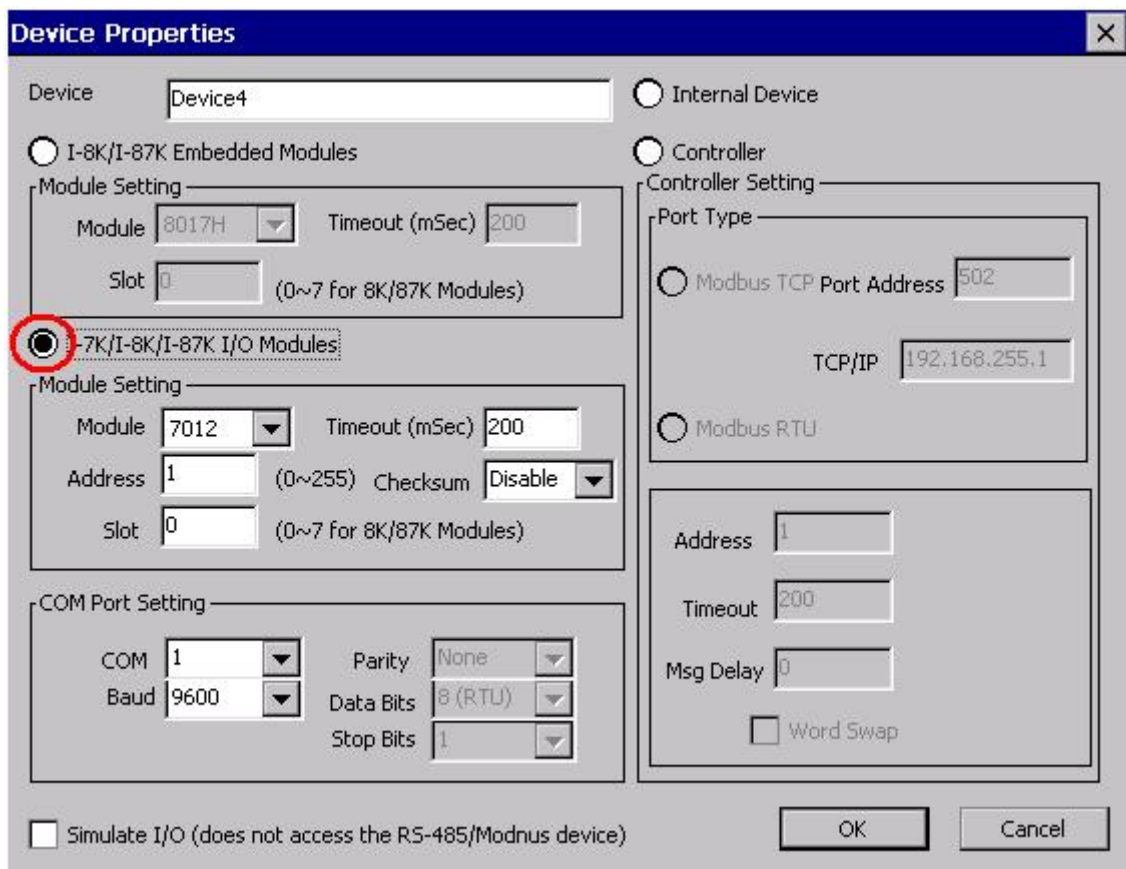 Device Properties
Device Device4
Internal Device
I-8K/I-87K Embedded Modules
Controller
Module Setting
Module 8017H Timeout (mSec) 200
Slot 0 (0~7 for 8K/87K Modules)
I-7K/I-8K/I-87K I/O Modules
Module Setting
Module 7012 Timeout (mSec) 200
Address 1 (0~255) Checksum Disable
Slot 0 (0~7 for 8K/87K Modules)
COM Port Setting
COM 1 Parity None
Baud 9600 Data Bits 8 (RTU)
Stop Bits 1
Controller Setting
Port Type
Modbus TCP Port Address 502
TCP/IP 192.168.255.1
Modbus RTU
Address 1
Timeout 200
Msg Delay 0
Word Swap
Simulate I/O (does not access the RS-485/Modnus device)
OK Cancel